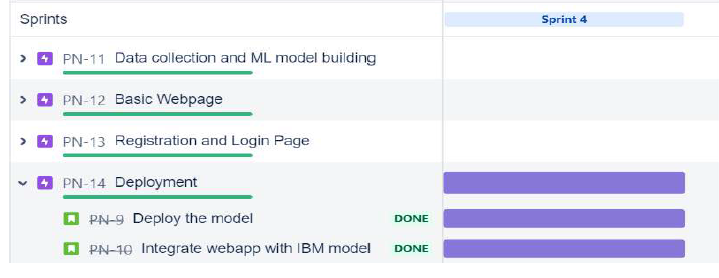 Sprints
Sprint 4
PN-11 Data collection and ML model building
PN-12 Basic Webpage
PN-13 Registration and Login Page
PN-14 Deployment
PN-9 Deploy the model DONE
PN-10 Integrate webapp with IBM model DONE